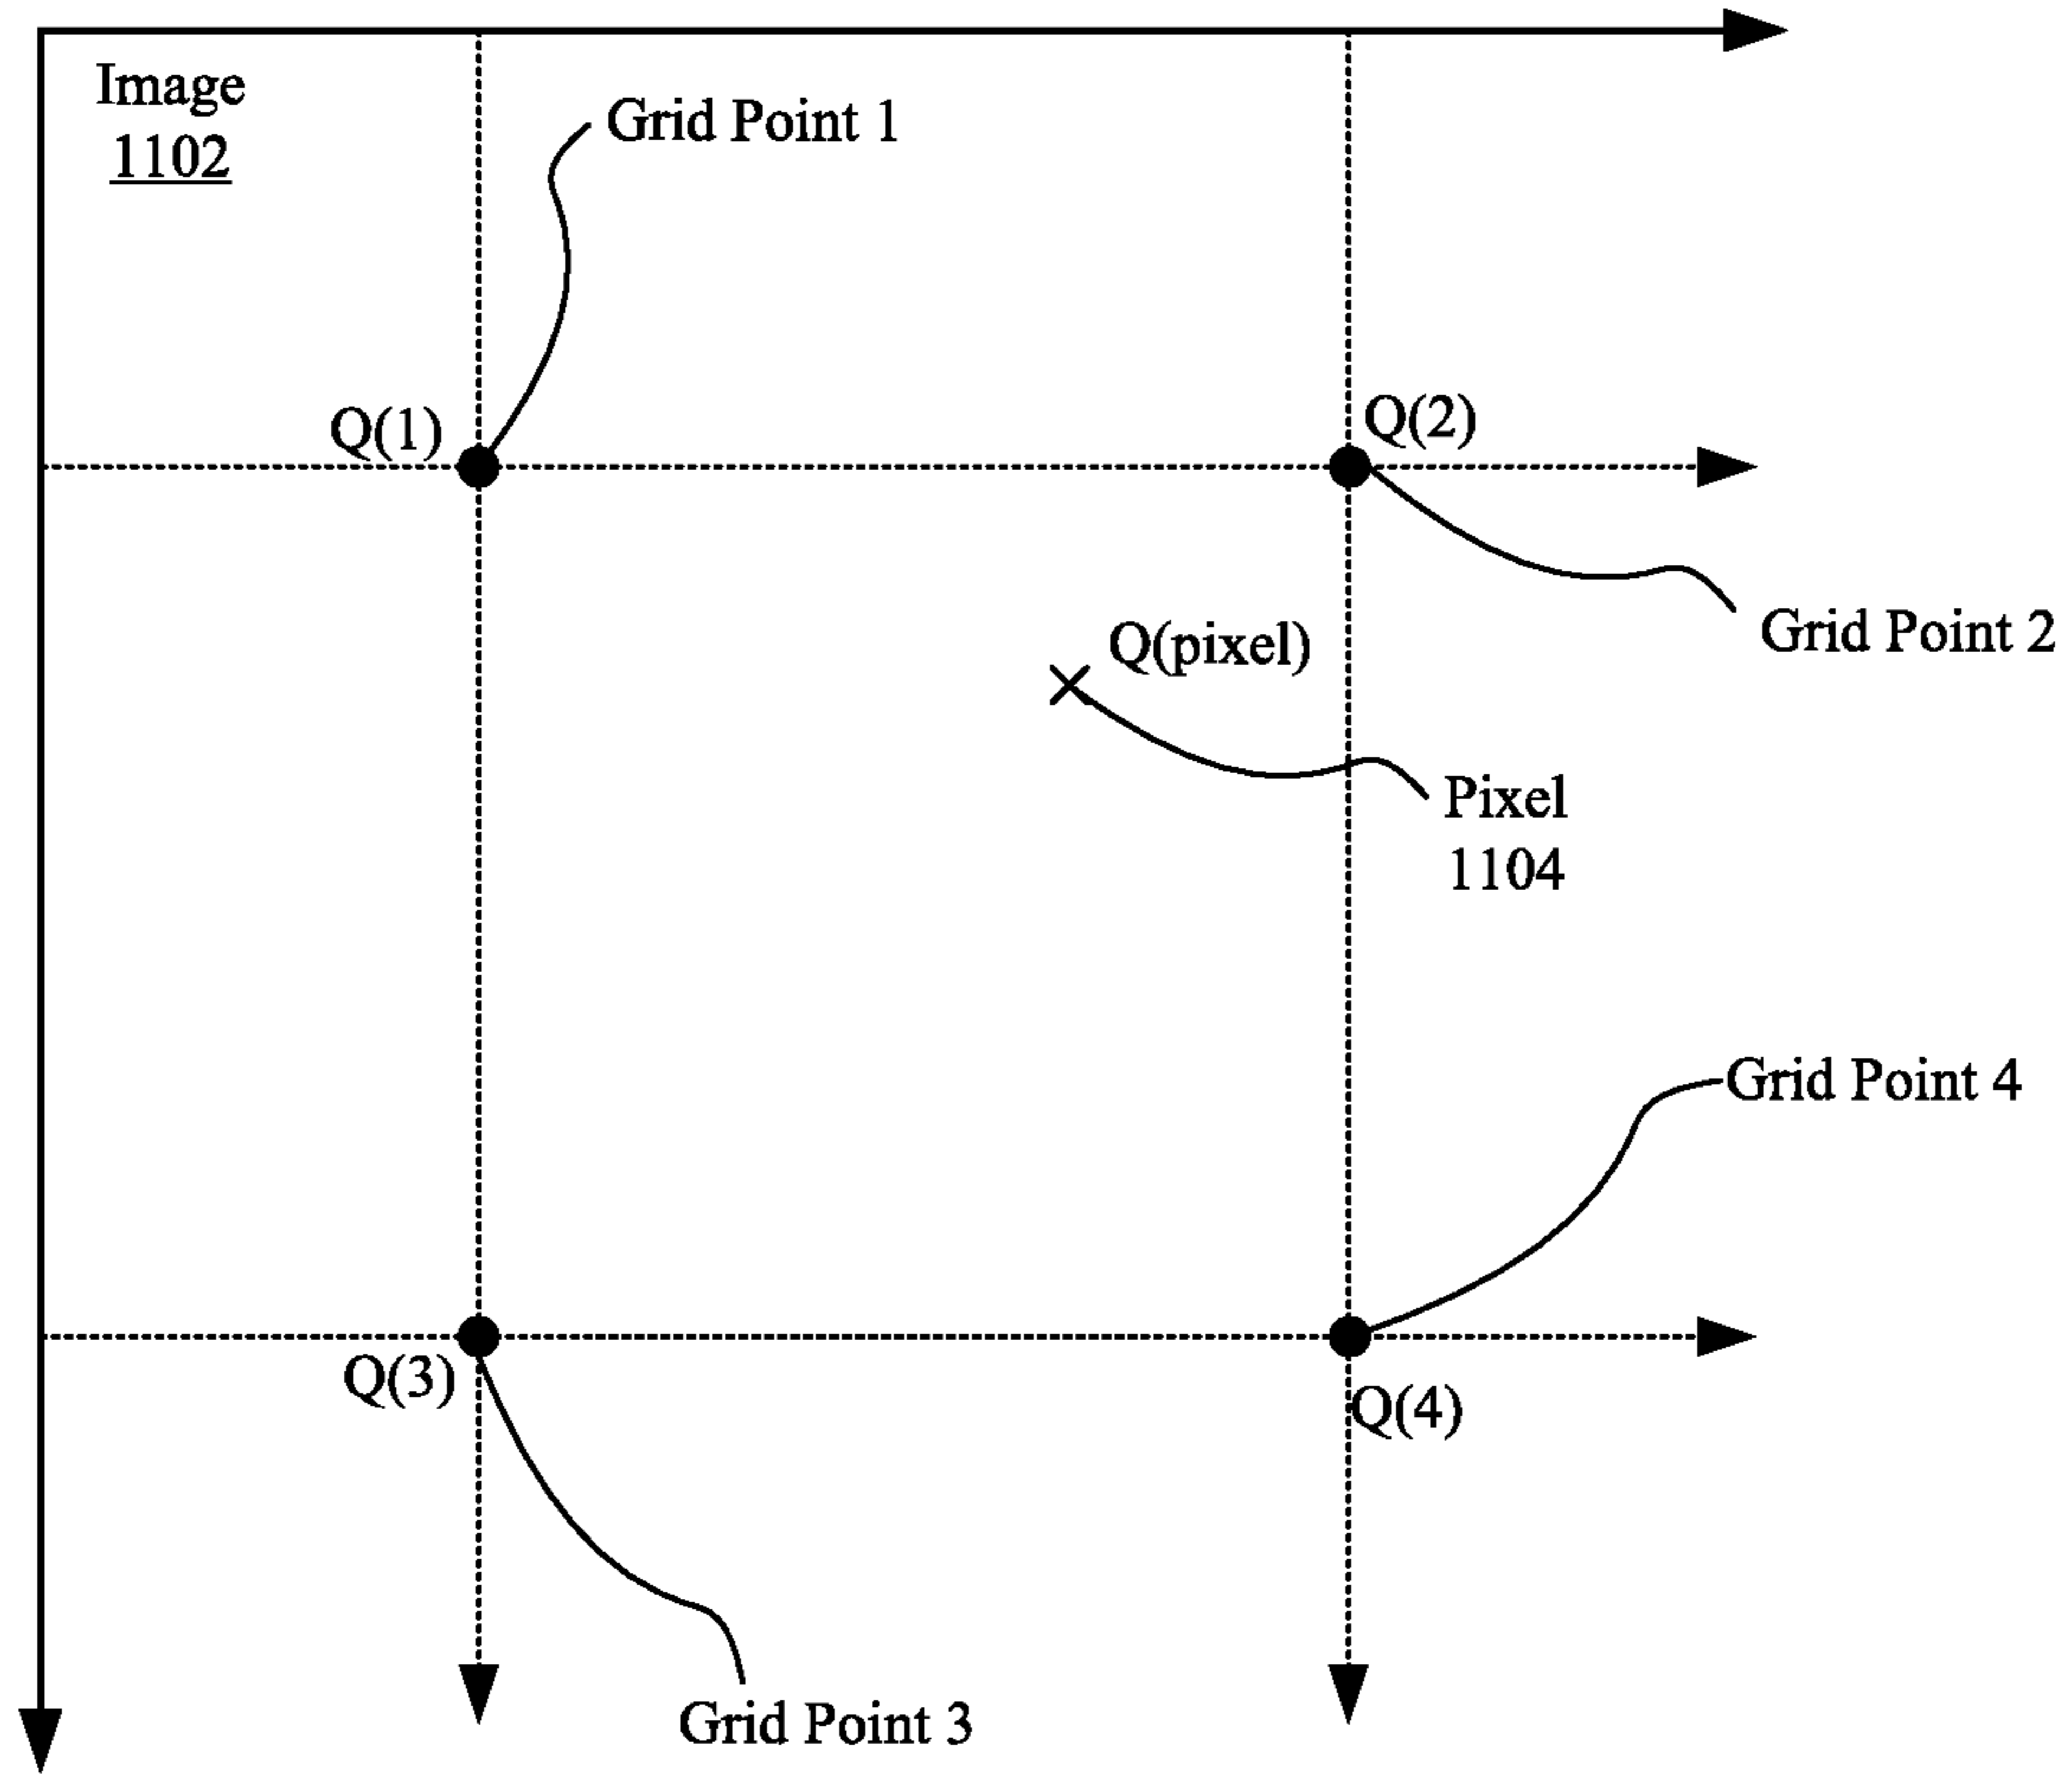 Image
1102
Grid Point 1
Q(1)
Q(2)
Grid Point 2
Q(pixel)
Pixel
1104
Grid Point 4
Q(3)
Q(4)
Grid Point 3